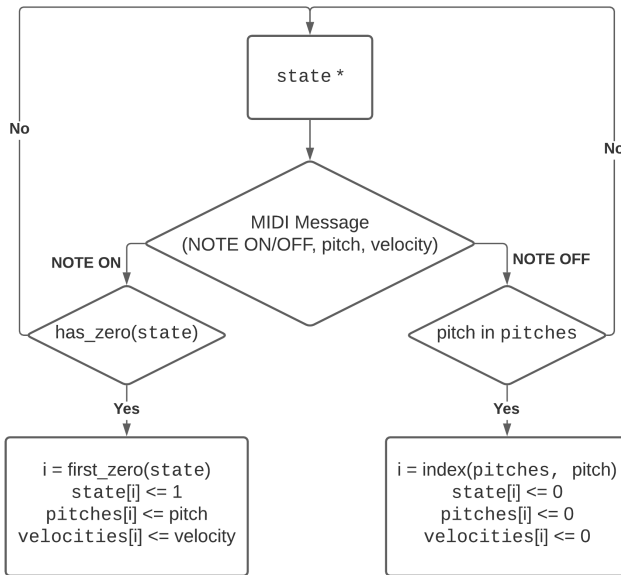 state *
No
No
MIDI Message
(NOTE ON/OFF, pitch, velocity)
NOTE ON
NOTE OFF
has_zero(state)
pitch in pitches
Yes
Yes
i = first_zero(state)
state[i] <= 1
pitches[i] <= pitch
velocities[i] <= velocity
i = index(pitches, pitch)
state[i] <= 0
pitches[i] <= 0
velocities[i] <= 0